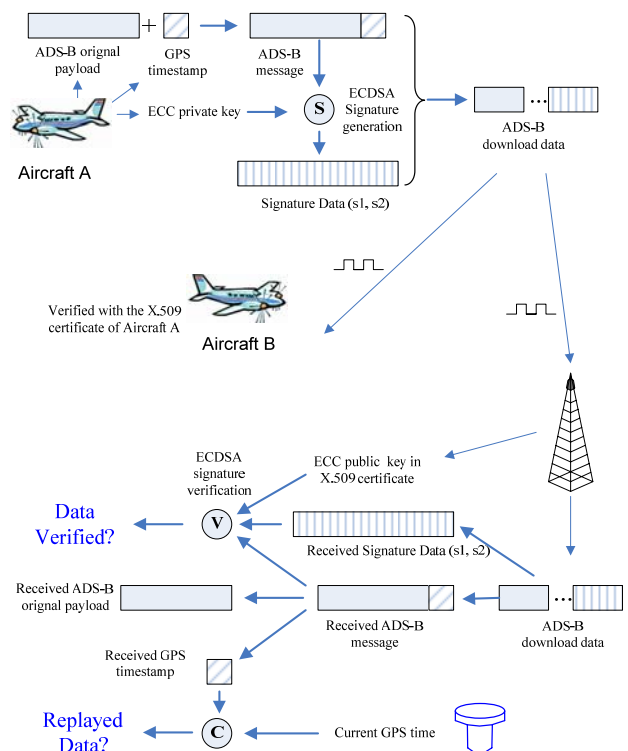 +
ADS-B orignal
payload
GPS
timestamp
ADS-B
message
ECC private key
S
ECDSA
Signature
generation
Aircraft A
Signature Data (s1, s2)
...
ADS-B
download data
Verified with the X.509
certificate of Aircraft A
Aircraft B
ECDSA
signature
verification
ECC public key in
X.509 certificate
Data
Verified?
V
Received Signature Data (s1, s2)
Received ADS-B
orignal payload
Received ADS-B
message
...
ADS-B
download data
Received GPS
timestamp
Replayed
Data?
C
Current GPS time